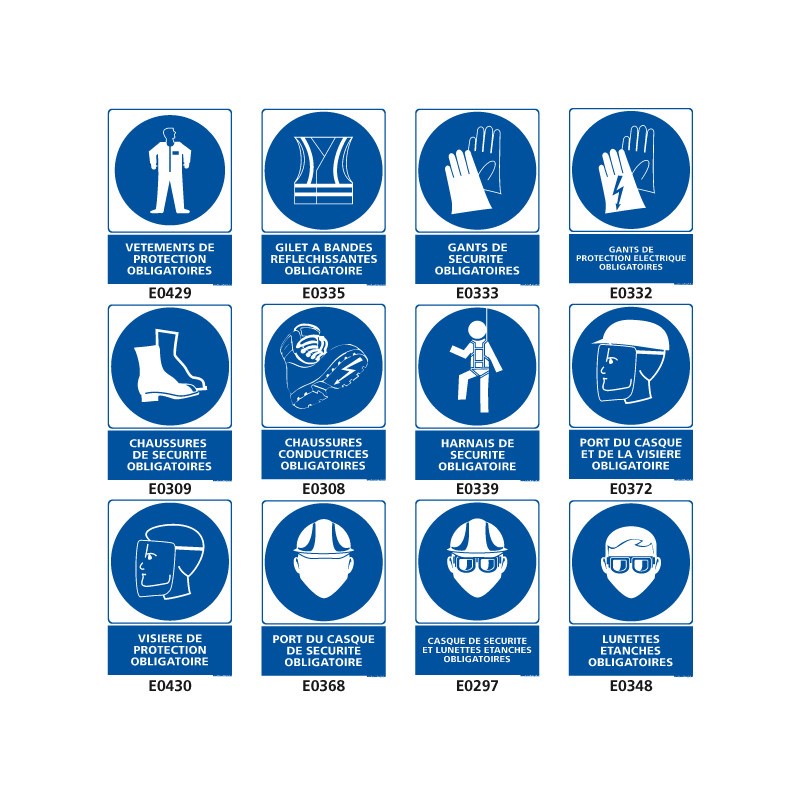 VETEMENTS DE
PROTECTION
OBLIGATOIRES
E0429
GILET A BANDES
REFLECHISSANTES
OBLIGATOIRE
E0335
GANTS DE
SECURITE
OBLIGATOIRES
E0333
GANTS DE
PROTECTION ELECTRIQUE
OBLIGATOIRES
E0332
CHAUSSURES
DE SECURITE
OBLIGATOIRES
E0309
CHAUSSURES
CONDUCTRICES
OBLIGATOIRES
E0308
HARNAIS DE
SECURITE
OBLIGATOIRE
E0339
PORT DU CASQUE
ET DE LA VISIERE
OBLIGATOIRE
E0372
VISIERE DE
PROTECTION
OBLIGATOIRE
E0430
PORT DU CASQUE
DE SECURITE
OBLIGATOIRE
E0368
CASQUE DE SECURITE
ET LUNETTES ETANCHES
OBLIGATOIRES
E0297
LUNETTES
ETANCHES
OBLIGATOIRES
E0348